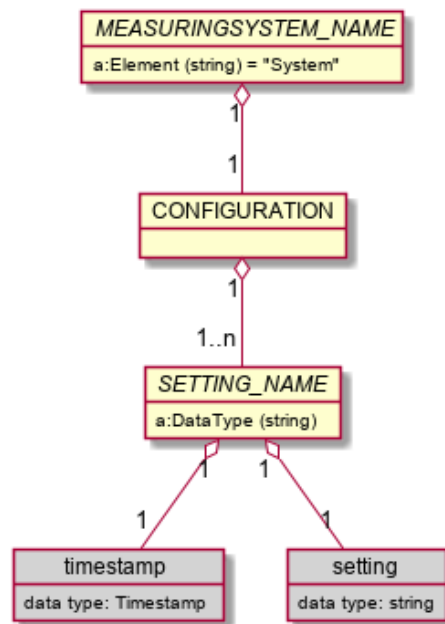 MEASURINGSYSTEM_NAME
a:Element (string) = "System"
1
1
CONFIGURATION
1
1..n
SETTING_NAME
a:DataType (string)
1 1
1 1
timestamp setting
data type: Timestamp data type: string